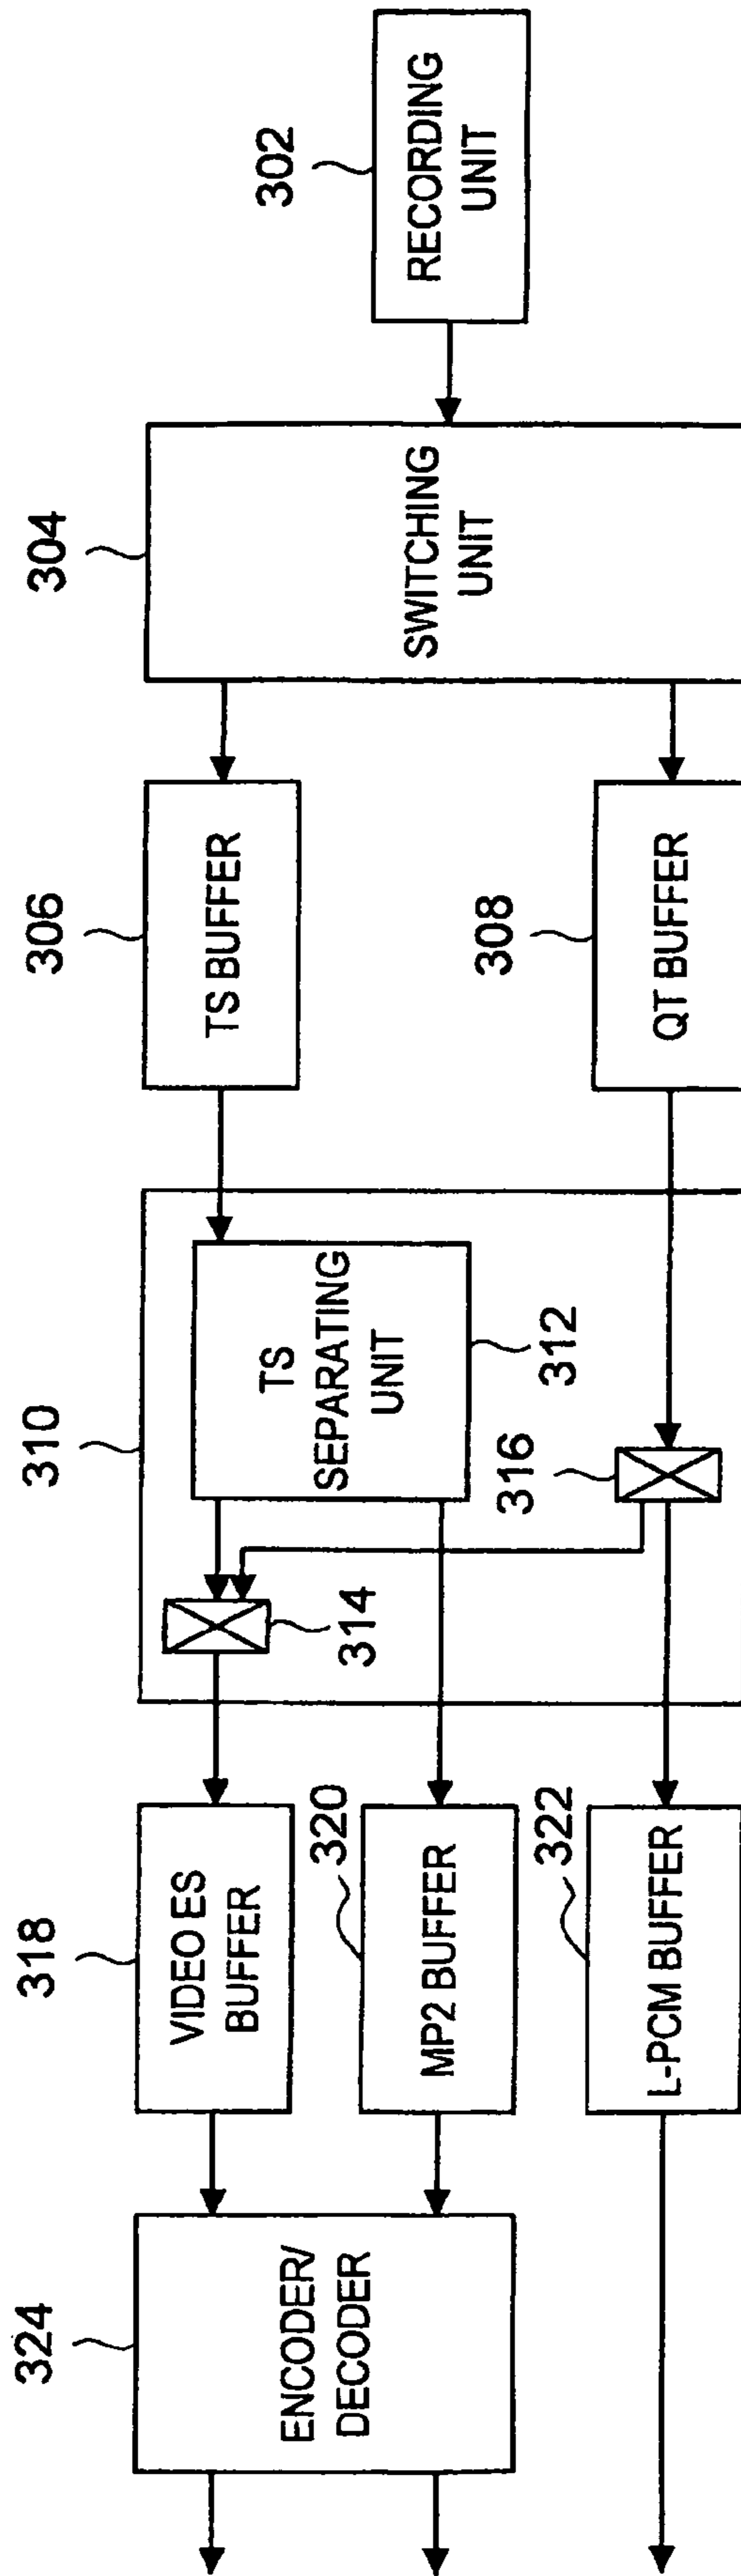 302
RECORDING
UNIT
304
SWITCHING
UNIT
306
TS BUFFER
308
QT BUFFER
310
TS
SEPARATING
UNIT
312
314
316
318
VIDEO ES
BUFFER
320
MP2 BUFFER
322
L-PCM BUFFER
324
ENCODER/
DECODER